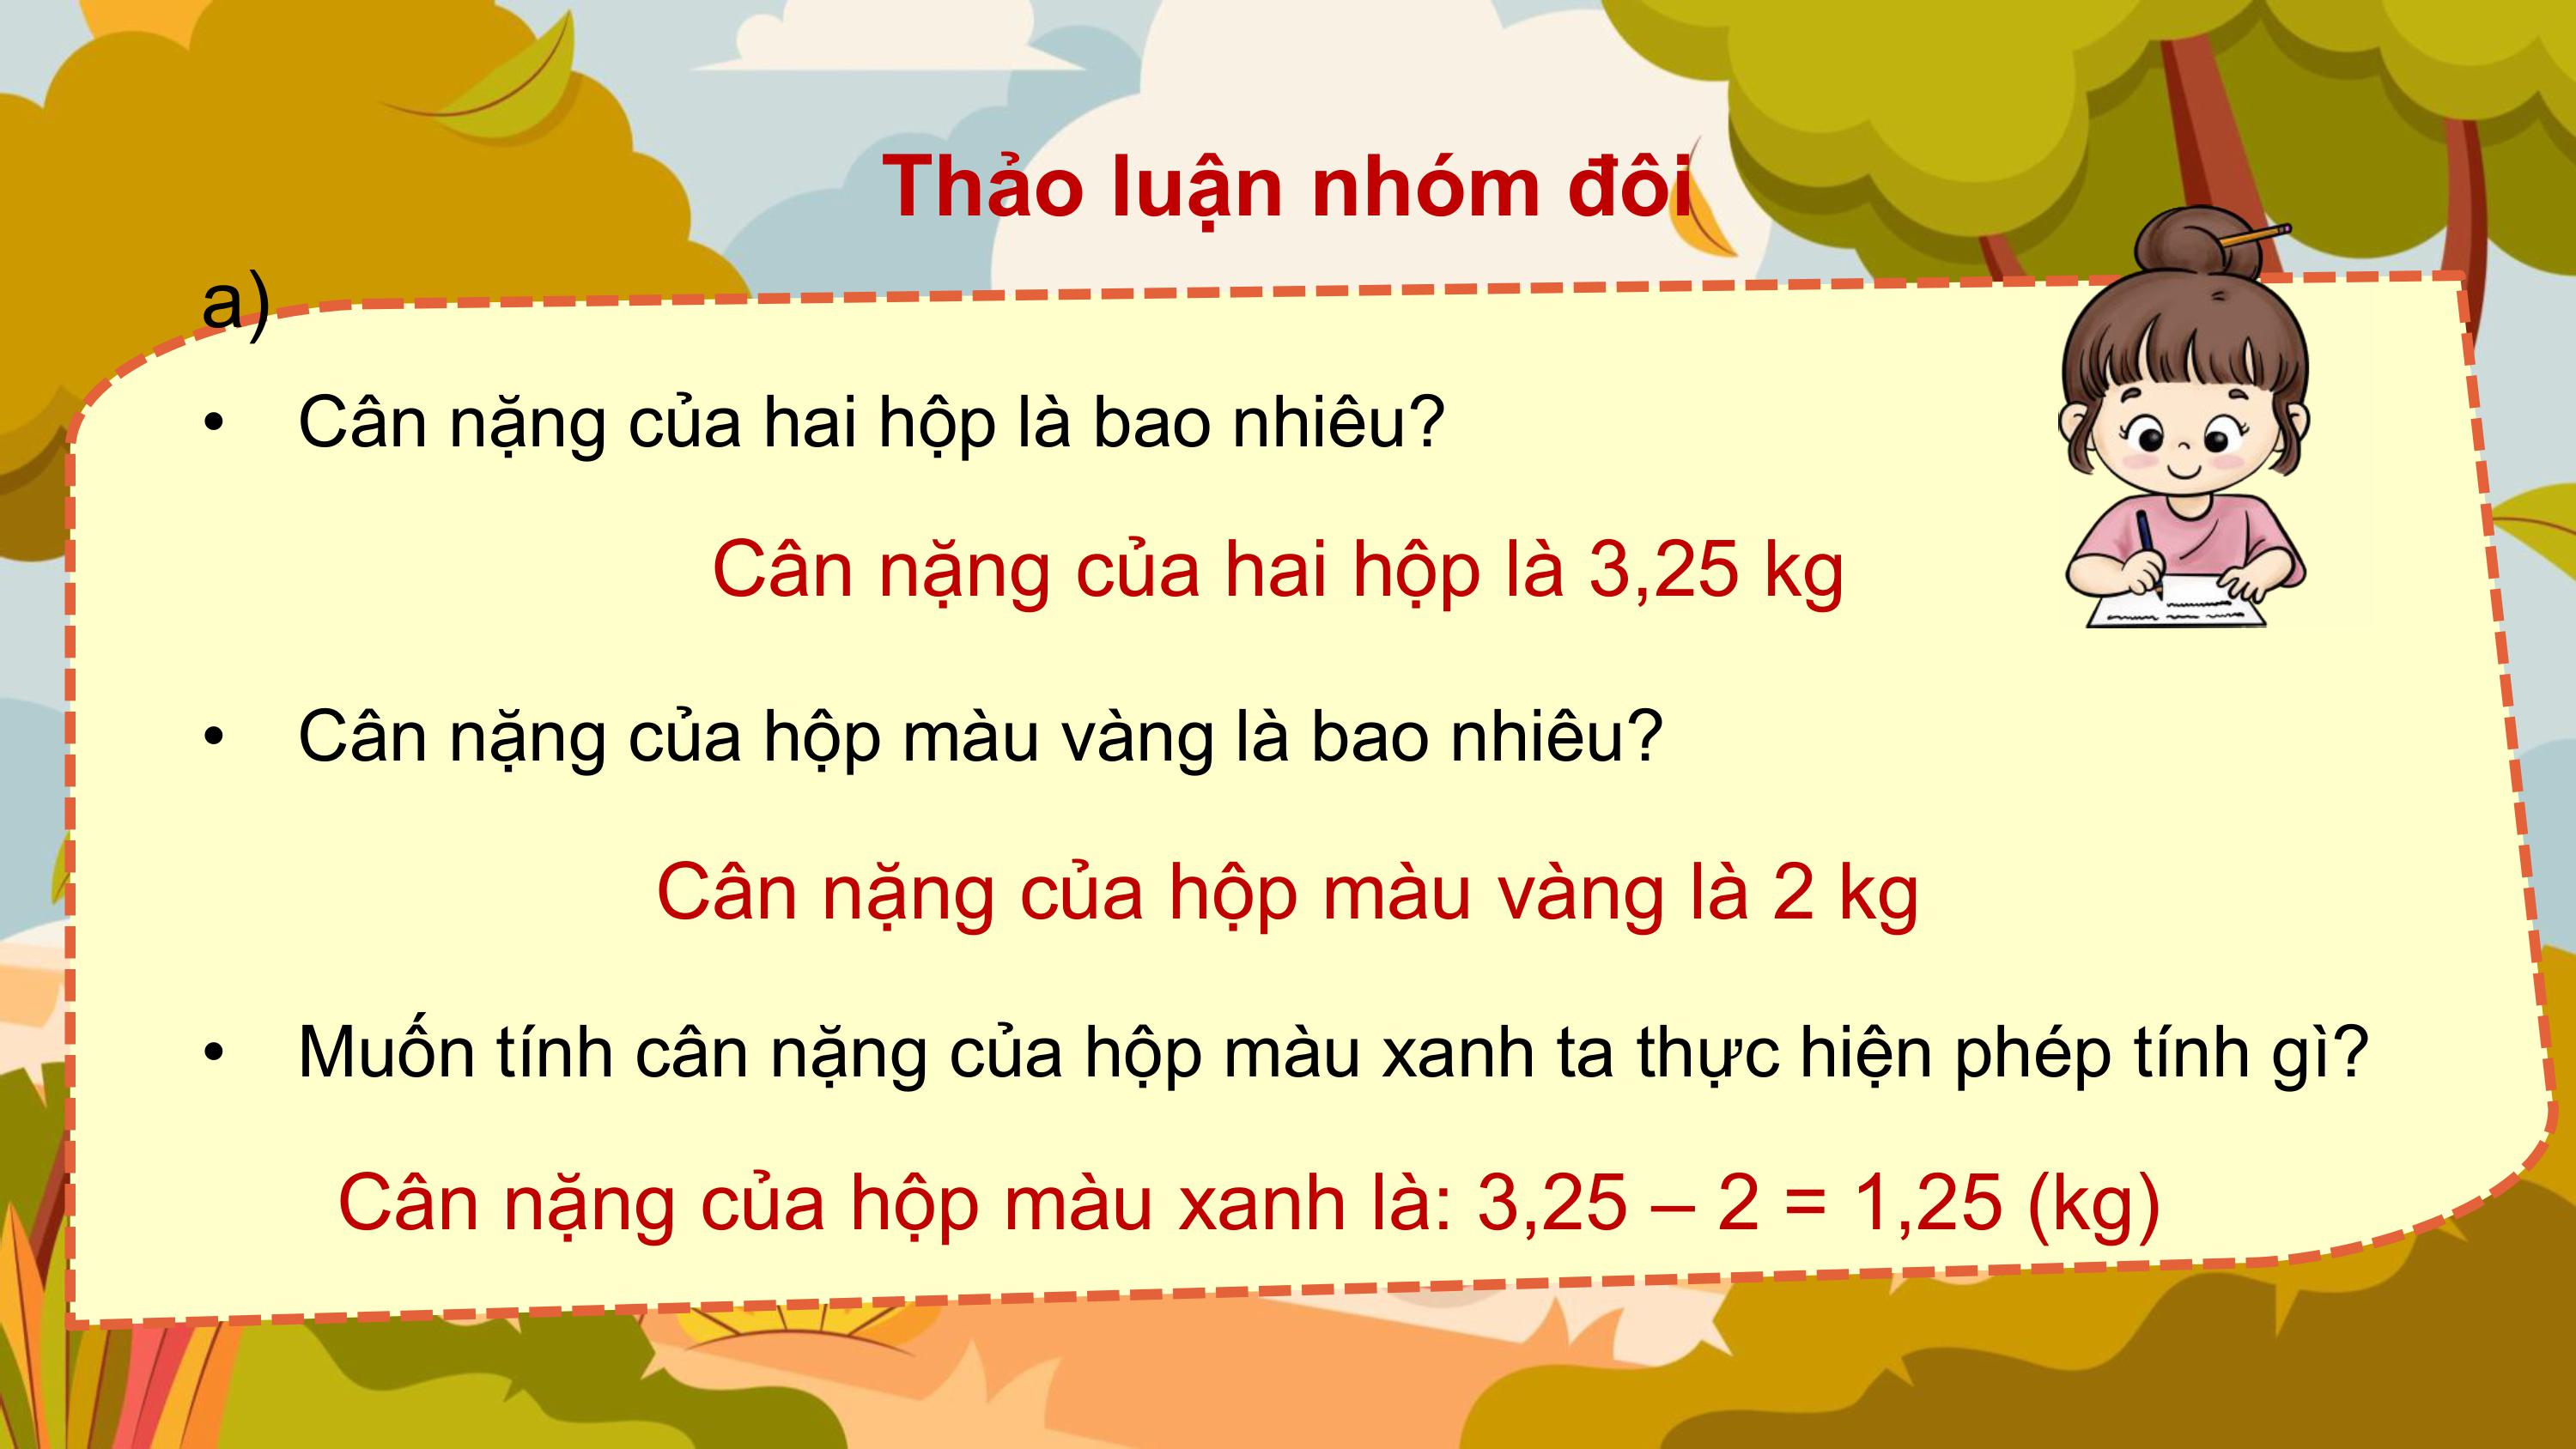 Thảo luận nhóm đôi
a)
• Cân nặng của hai hộp là bao nhiêu?
Cân nặng của hai hộp là 3,25 kg
• Cân nặng của hộp màu vàng là bao nhiêu?
Cân nặng của hộp màu vàng là 2 kg
• Muốn tính cân nặng của hộp màu xanh ta thực hiện phép tính gì?
Cân nặng của hộp màu xanh là: 3,25 – 2 = 1,25 (kg)